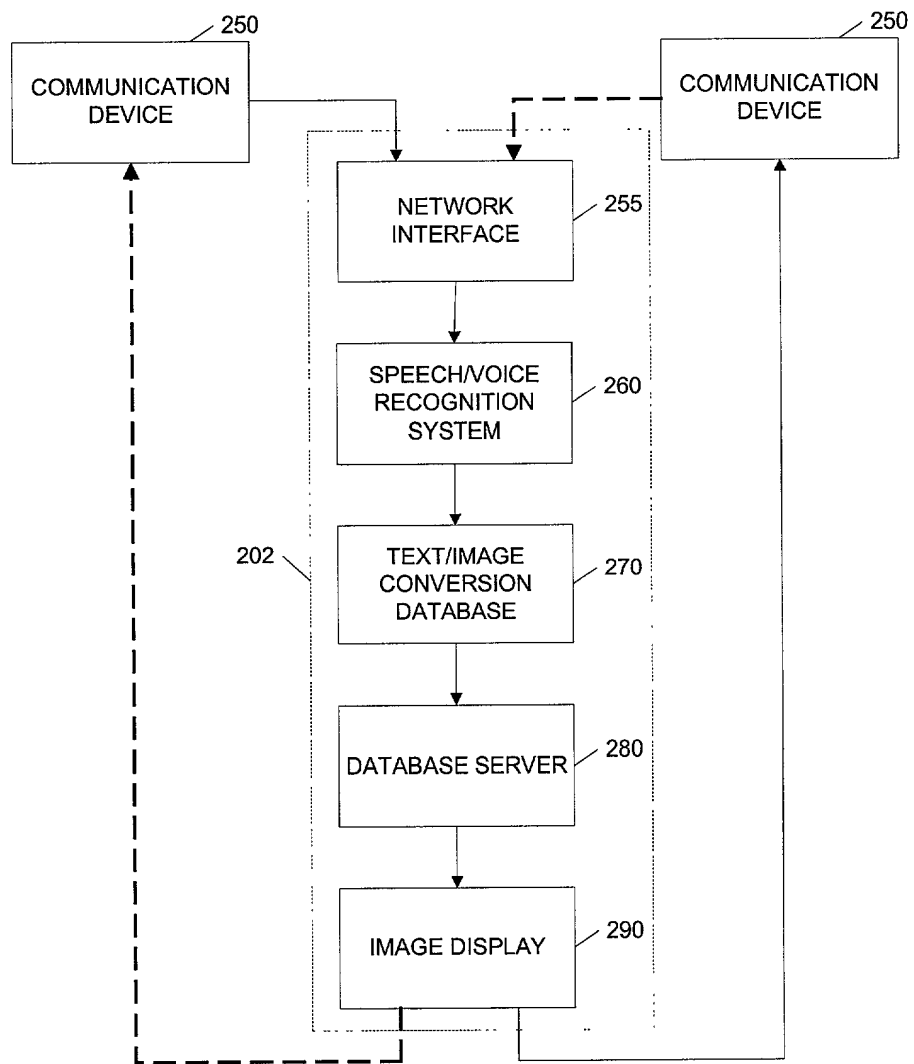 250
COMMUNICATION
DEVICE
250
COMMUNICATION
DEVICE
NETWORK
INTERFACE
255
SPEECH/VOICE
RECOGNITION
SYSTEM
260
202
TEXT/IMAGE
CONVERSION
DATABASE
270
DATABASE SERVER
280
IMAGE DISPLAY
290